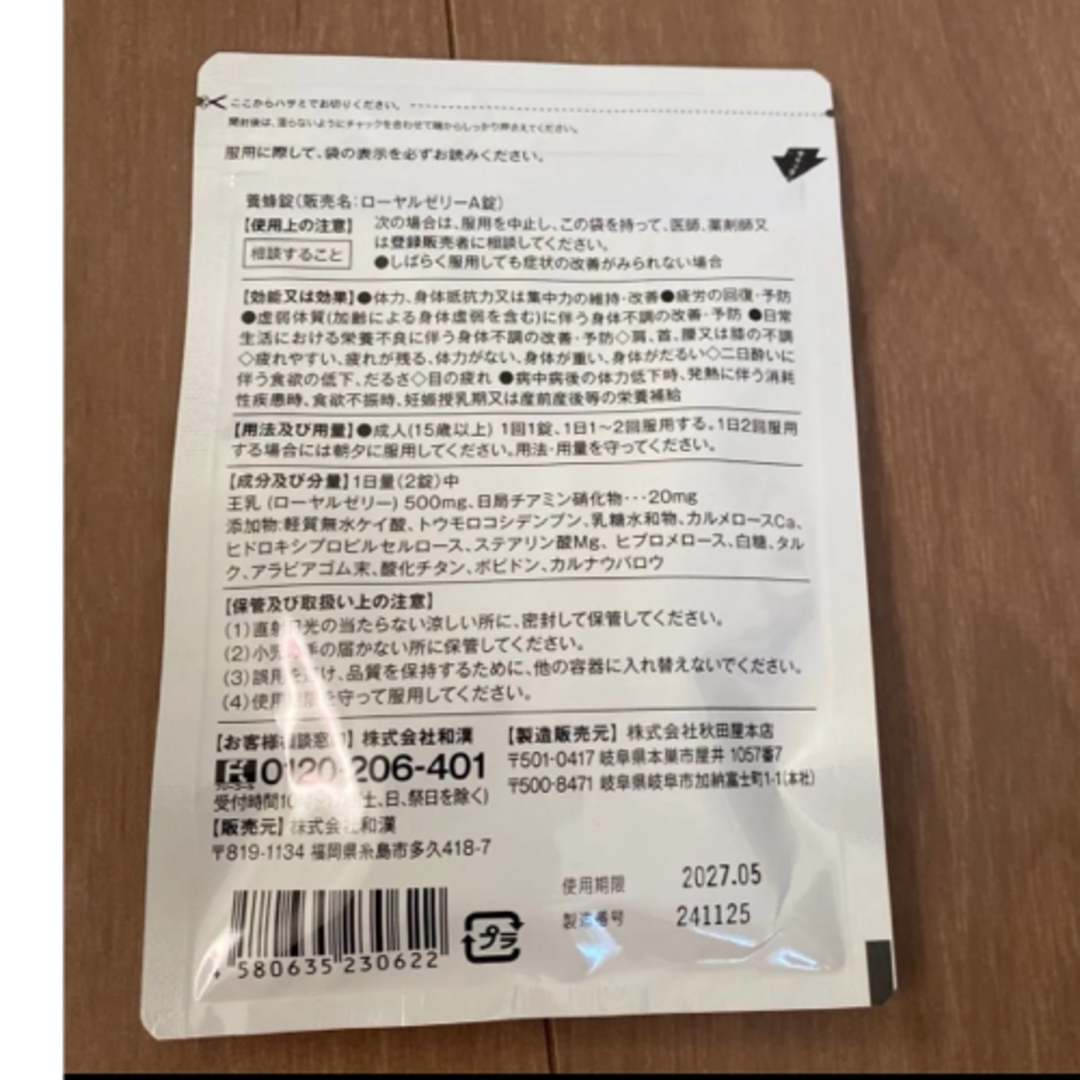 ここからハサミでお切りください。
開封後は、湿らないようにチャックを合わせて端からしっかり押さえてください。
服用に際して、袋の表示を必ずお読みください。
養蜂錠(販売名:ローヤルゼリーA錠)
【使用上の注意】 次の場合は、服用を中止し、この袋を持って、医師、薬剤師又
は登録販売者に相談してください。
相談すること
●しばらく服用しても症状の改善がみられない場合
【効能又は効果】●体力、身体抵抗力又は集中力の維持・改善●疲労の回復・予防
●虚弱体質(加齢による身体虚弱を含む)に伴う身体不調の改善・予防 ●日常
生活における栄養不良に伴う身体不調の改善・予防◇肩、首、腰又は膝の不調
◇疲れやすい、疲れが残る、体力がない、身体が重い、身体がだるい◇二日酔いに
伴う食欲の低下、だるさ◇目の疲れ ●病中病後の体力低下時、発熱に伴う消耗
性疾患時、食欲不振時、妊娠授乳期又は産前産後等の栄養補給
【用法及び用量】●成人(15歳以上) 1回1錠、1日1〜2回服用する。1日2回服用
する場合には朝夕に服用してください。用法・用量を守ってください。
【成分及び分量】1日量(2錠)中
王乳 (ローヤルゼリー) 500mg、日局チアミン硝化物・・・20mg
添加物:軽質無水ケイ酸、トウモロコシデンプン、乳糖水和物、カルメロースCa、
ヒドロキシプロピルセルロース、ステアリン酸Mg、ヒプロメロース、白糖、タル
ク、アラビアゴム末、酸化チタン、ポビドン、カルナウバロウ
【保管及び取扱い上の注意】
(1)直射日光の当たらない涼しい所に、密封して保管してください。
(2)小児の手の届かない所に保管してください。
(3)誤用を避け、品質を保持するために、他の容器に入れ替えないでください。
(4)使用期限を守って服用してください。
【お客様相談窓口】 株式会社和漢
0120-206-401
受付時間10 土、日、祭日を除く)
【販売元】 株式会社和漢
〒819-1134 福岡県糸島市多久418-7
【製造販売元】 株式会社秋田屋本店
〒501-0417 岐阜県本巣市屋井 1057番7
〒500-8471 岐阜県岐阜市加納富士町1-1(本社)
使用期限 2027.05
製造番号 241125
4 580635 230622
プラ